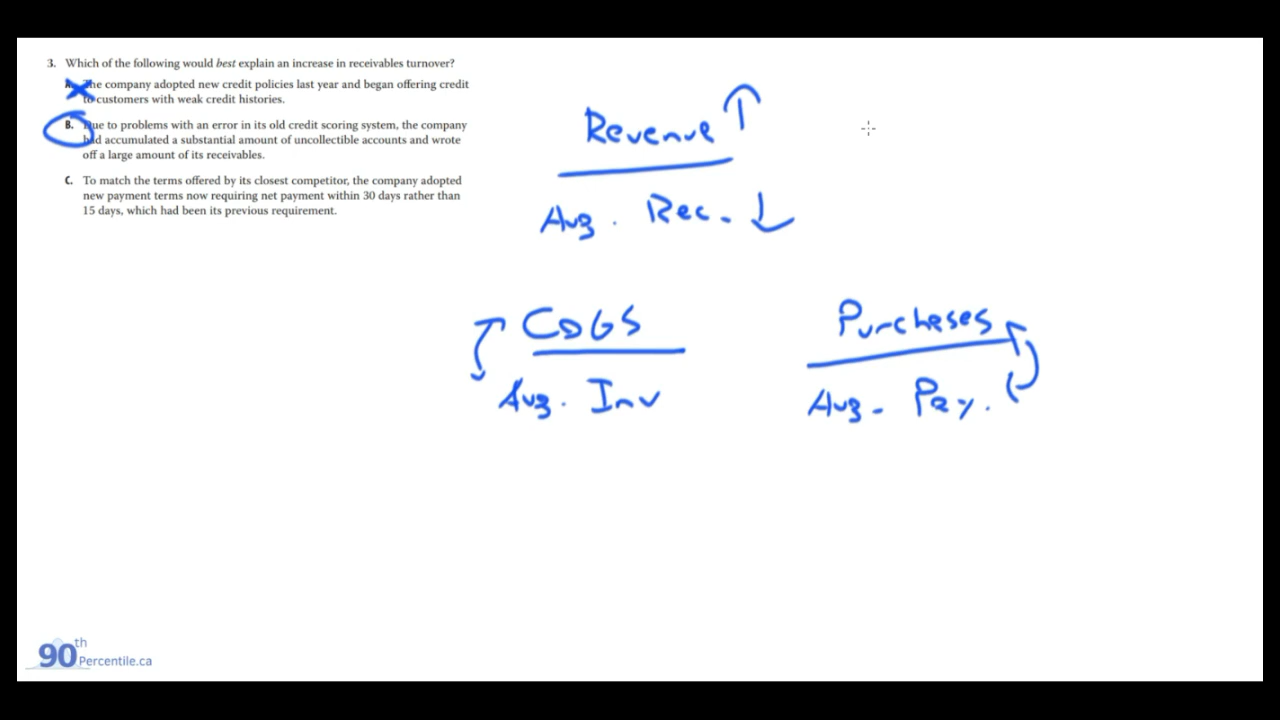 3. Which of the following would best explain an increase in receivables turnover?
A. The company adopted new credit policies last year and began offering credit
to customers with weak credit histories.
B. Due to problems with an error in its old credit scoring system, the company
had accumulated a substantial amount of uncollectible accounts and wrote
off a large amount of its receivables.
C. To match the terms offered by its closest competitor, the company adopted
new payment terms now requiring net payment within 30 days rather than
15 days, which had been its previous requirement.
Revenue ↑
Avg. Rec. ↓
COGS
Avg. Inv
Purcheses
Avg. Pay.
90th
Percentile.ca